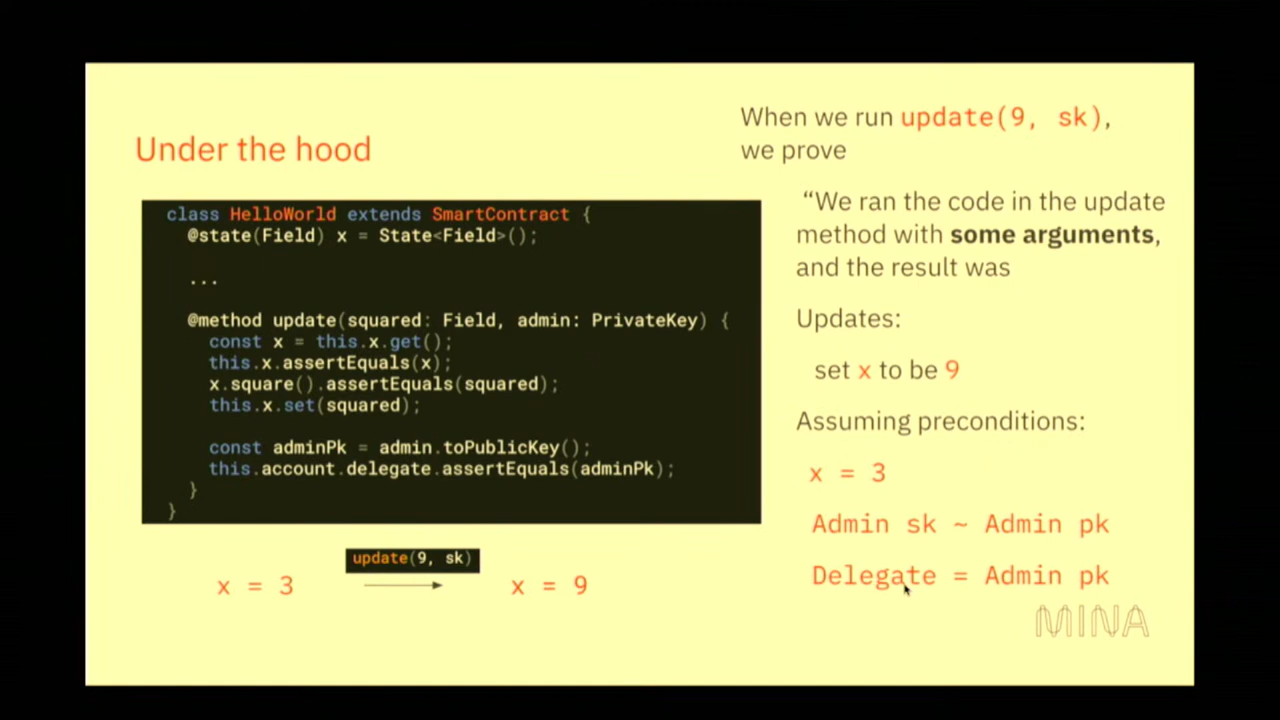 Under the hood
class HelloWorld extends SmartContract {
@state(Field) x = State<Field>();
...
@method update(squared: Field, admin: PrivateKey) {
const x = this.x.get();
this.x.assertEquals(x);
x.square().assertEquals(squared);
this.x.set(squared);
const adminPk = admin.toPublicKey();
this.account.delegate.assertEquals(adminPk);
}
}
update(9, sk)
x = 3
x = 9
When we run update(9, sk),
we prove
“We ran the code in the update
method with some arguments,
and the result was
Updates:
set x to be 9
Assuming preconditions:
x = 3
Admin sk ~ Admin pk
Delegate = Admin pk
MINA